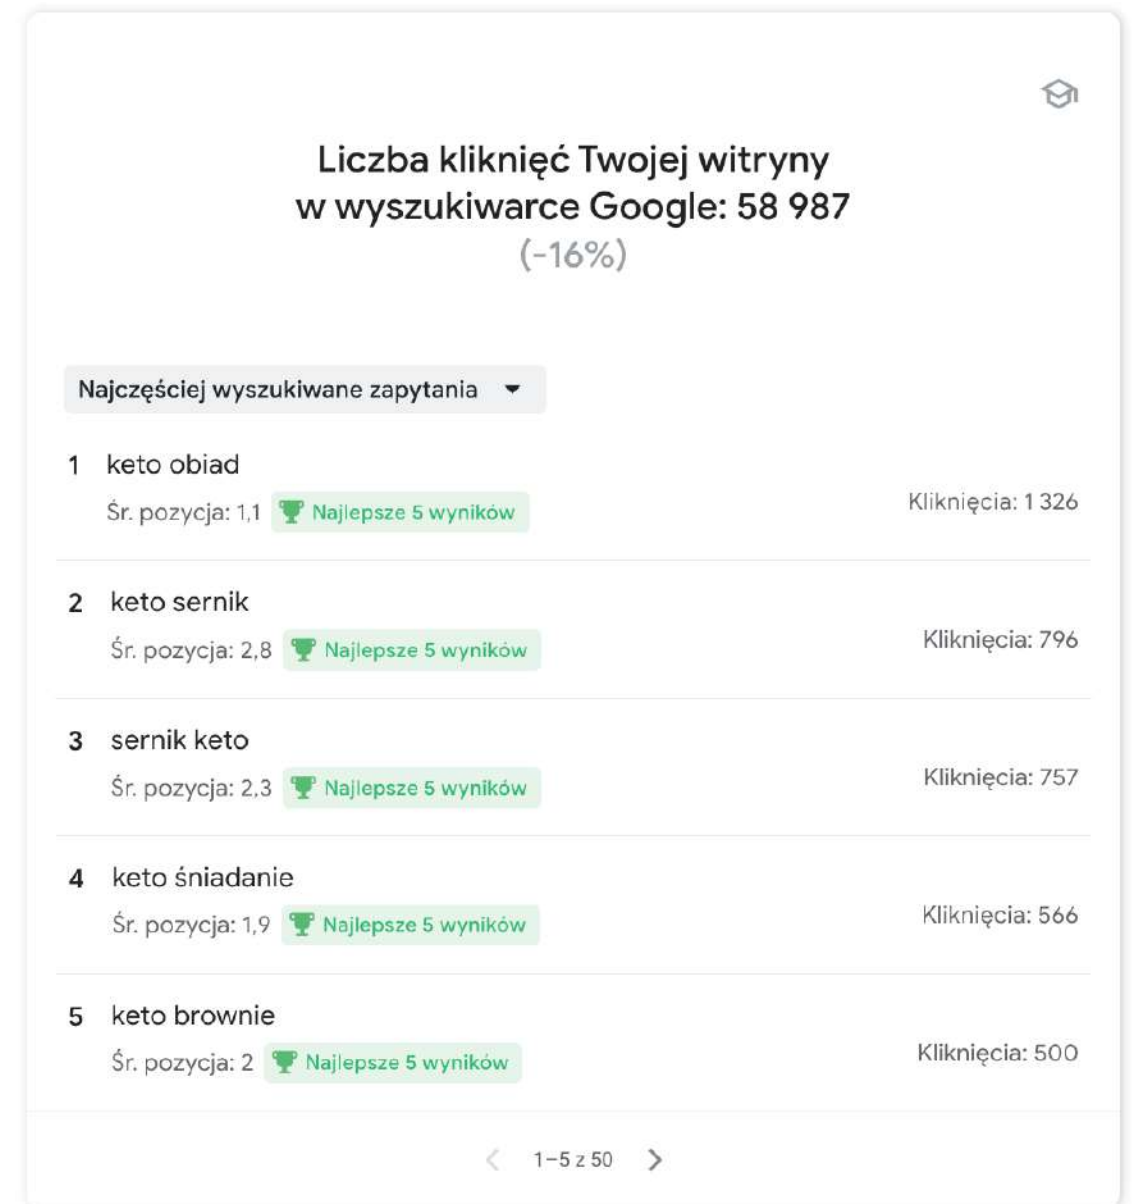 Liczba kliknięć Twojej witryny
w wyszukiwarce Google: 58 987
(-16%)
Najczęściej wyszukiwane zapytania
1 keto obiad
Śr. pozycja: 1,1 Najlepsze 5 wyników
Kliknięcia: 1 326
2 keto sernik
Śr. pozycja: 2,8 Najlepsze 5 wyników
Kliknięcia: 796
3 sernik keto
Śr. pozycja: 2,3 Najlepsze 5 wyników
Kliknięcia: 757
4 keto śniadanie
Śr. pozycja: 1,9 Najlepsze 5 wyników
Kliknięcia: 566
5 keto brownie
Śr. pozycja: 2 Najlepsze 5 wyników
Kliknięcia: 500
1–5 z 50